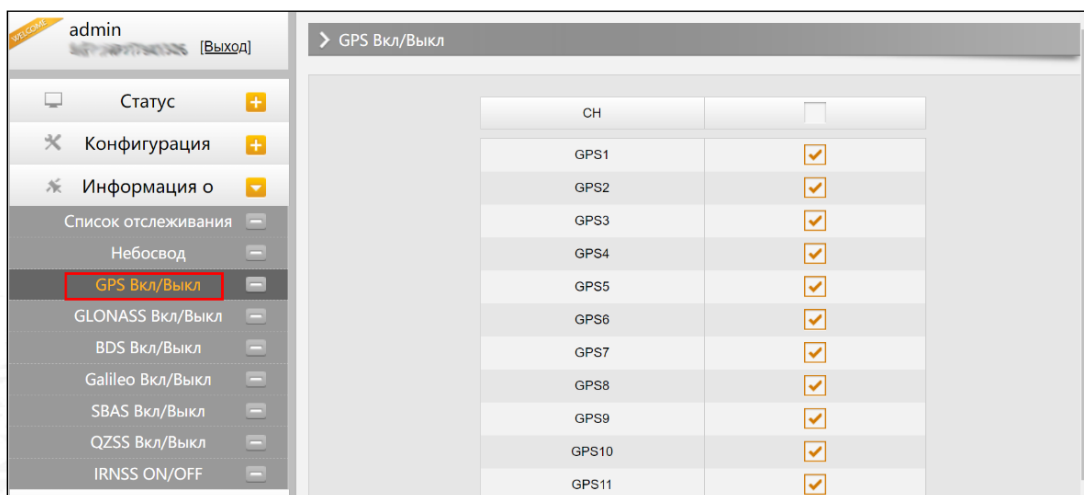 WELCOME
admin
[Выход]
GPS Вкл/Выкл
Статус
Конфигурация
Информация о
Список отслеживания
Небосвод
GPS Вкл/Выкл
GLONASS Вкл/Выкл
BDS Вкл/Выкл
Galileo Вкл/Выкл
SBAS Вкл/Выкл
QZSS Вкл/Выкл
IRNSS ON/OFF
CH
GPS1
GPS2
GPS3
GPS4
GPS5
GPS6
GPS7
GPS8
GPS9
GPS10
GPS11